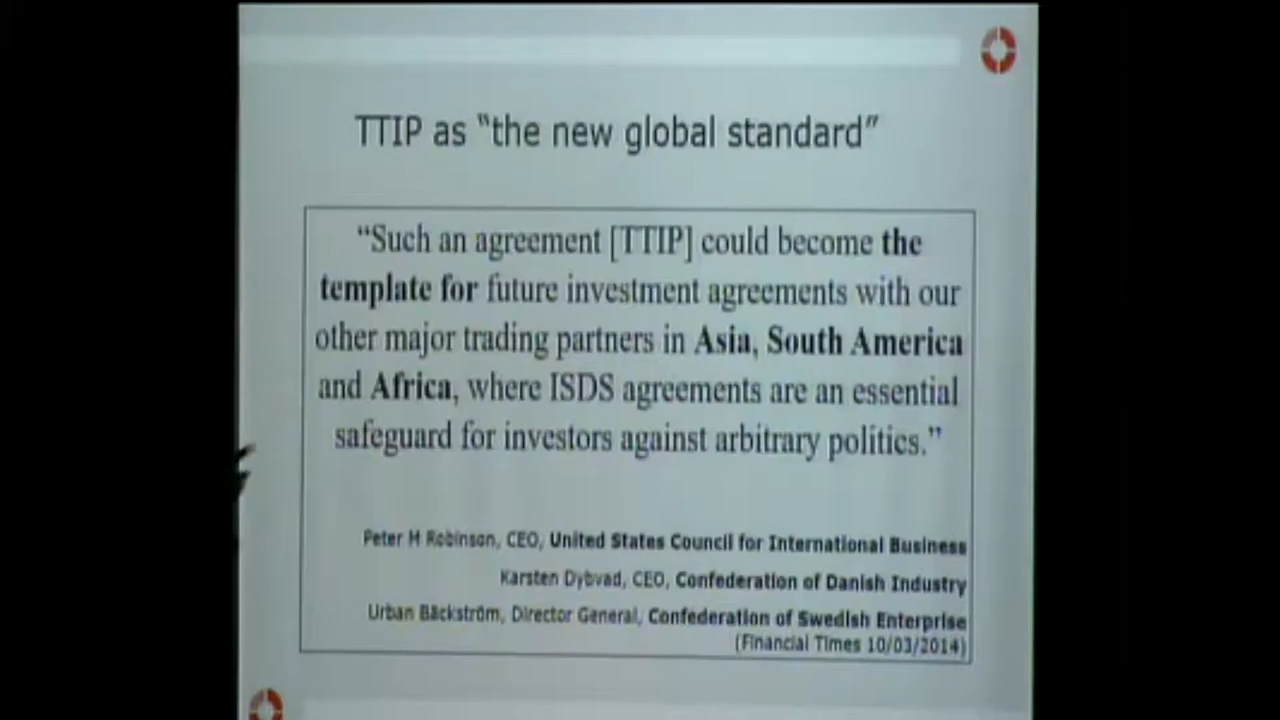 TTIP as “the new global standard”
“Such an agreement [TTIP] could become the
template for future investment agreements with our
other major trading partners in Asia, South America
and Africa, where ISDS agreements are an essential
safeguard for investors against arbitrary politics.”
Peter M Robinson, CEO, United States Council for International Business
Karsten Dybvad, CEO, Confederation of Danish Industry
Urban Bäckström, Director General, Confederation of Swedish Enterprise
(Financial Times 10/03/2014)